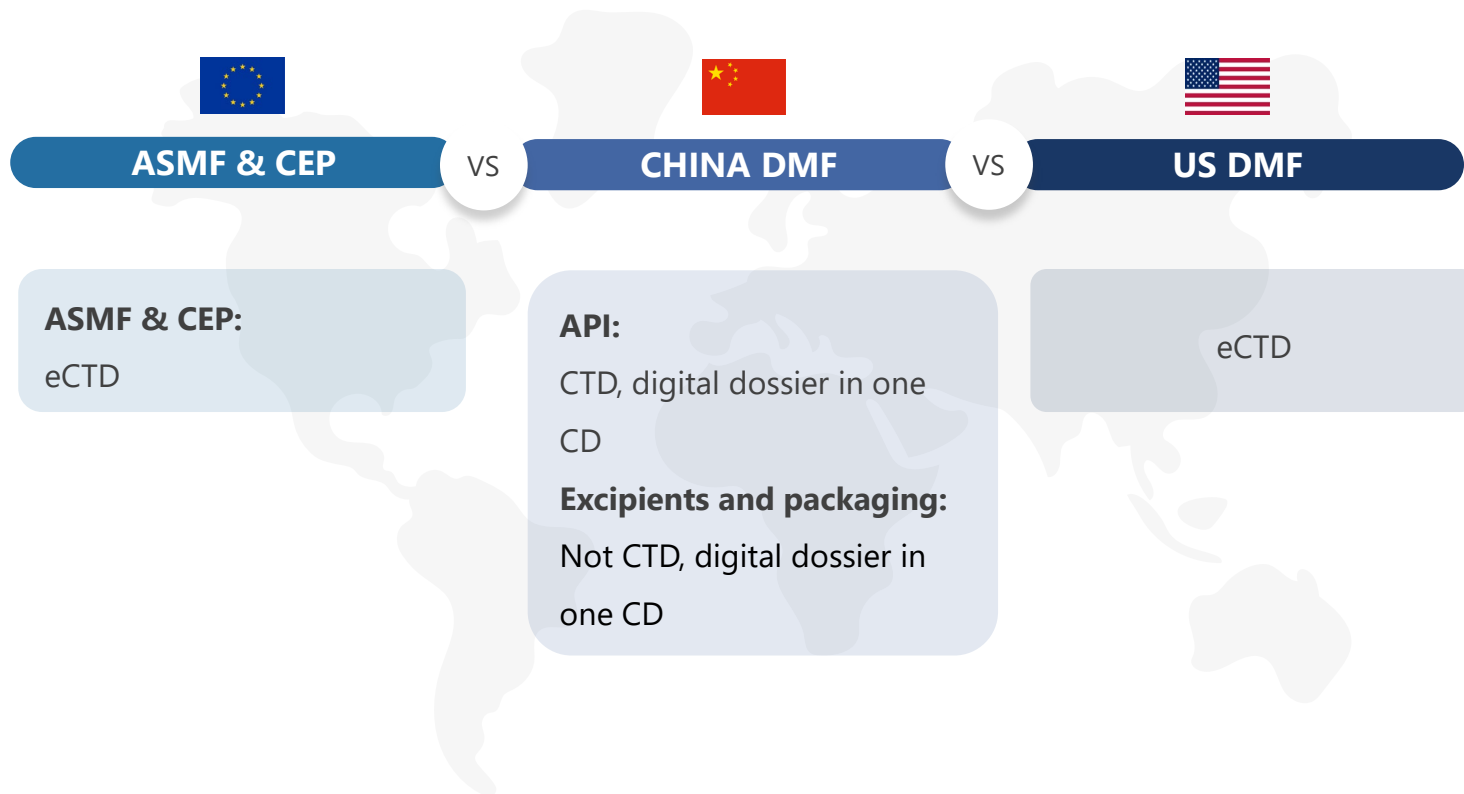 ASMF & CEP
VS
CHINA DMF
VS
US DMF
ASMF & CEP:
eCTD
API:
CTD, digital dossier in one
CD
Excipients and packaging:
Not CTD, digital dossier in
one CD
eCTD